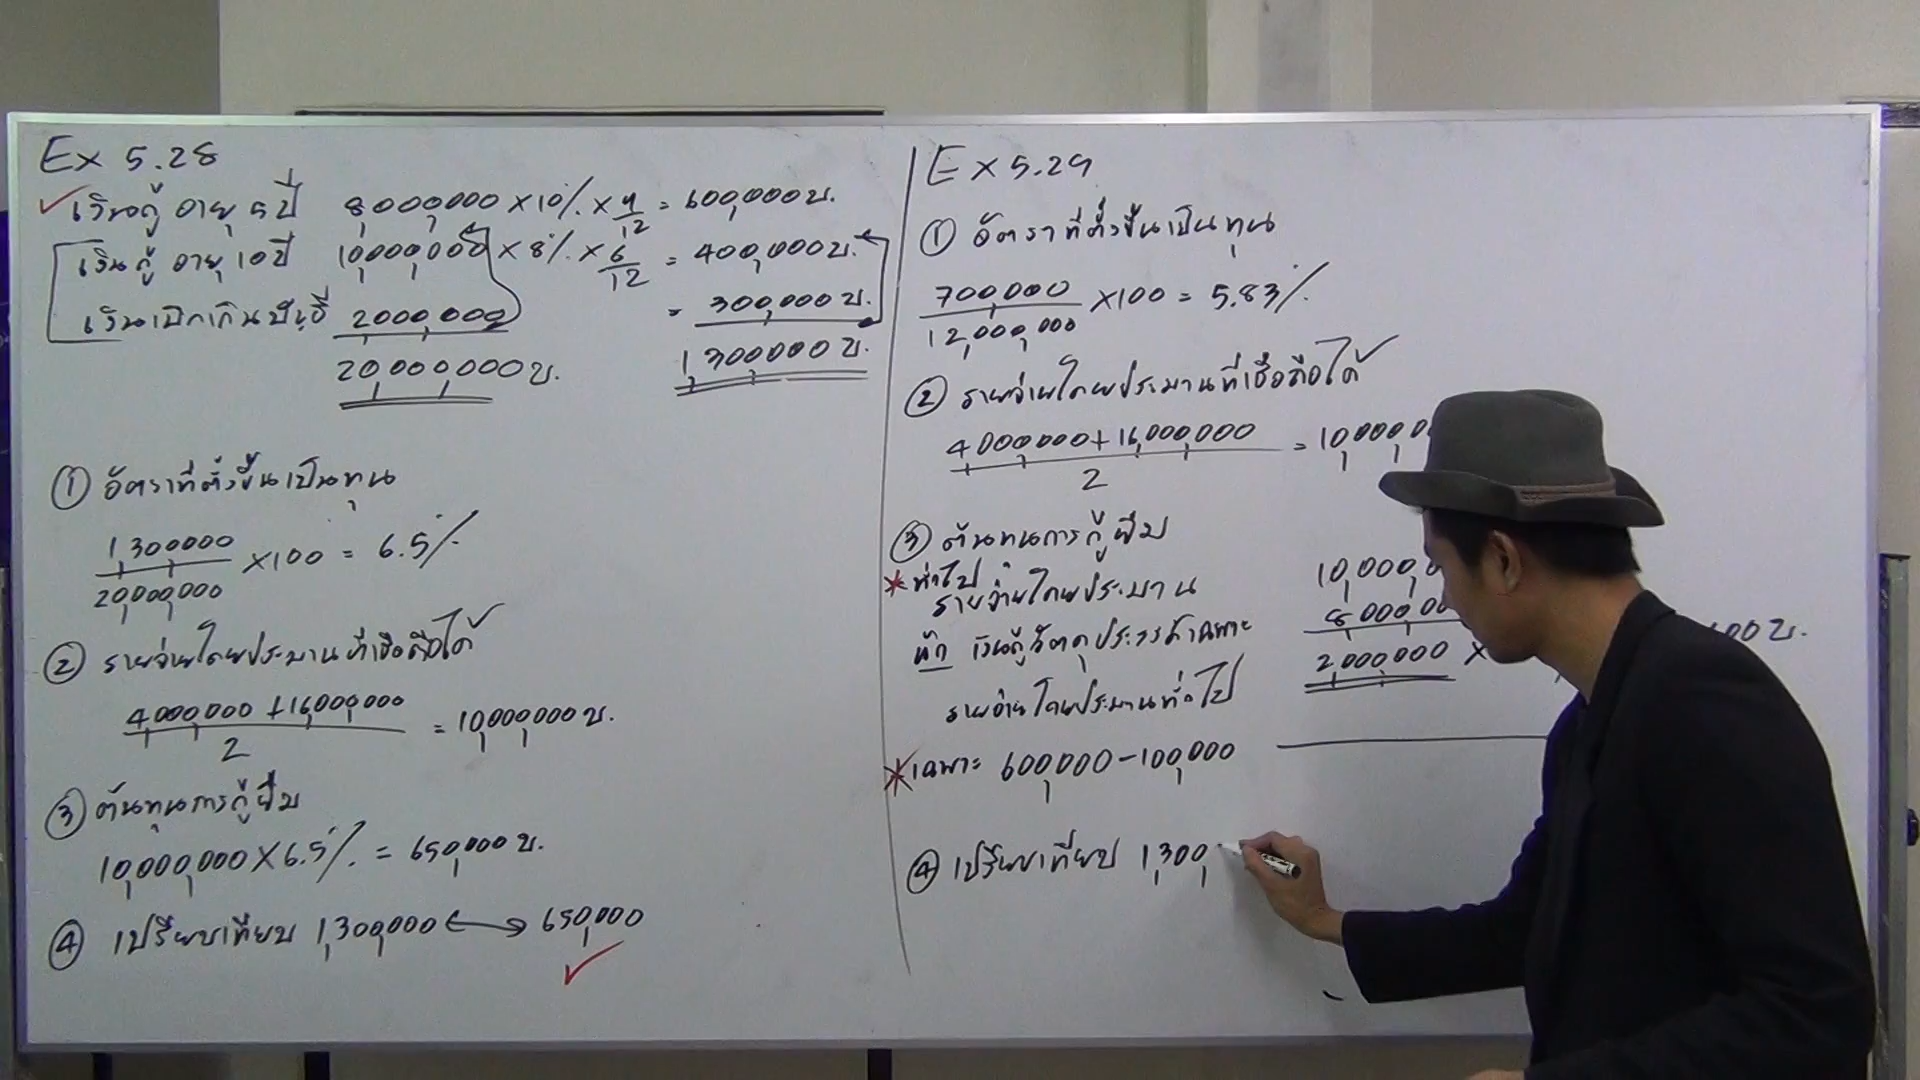 Ex 5.28
✓ เงินกู้ อายุ 5 ปี 8,000,000 × 10% × 9/12 = 600,000 บ.
เงินกู้ อายุ 10 ปี 10,000,000 × 8% × 6/12 = 400,000 บ.
เงินเบิกเกินบัญชี 2,000,000 = 300,000 บ.
20,000,000 บ. 1,300,000 บ.
① อัตราที่ตั้งขึ้นเป็นทุน
1,300,000
× 100 = 6.5%
20,000,000
② รายจ่ายโดยประมาณที่เชื่อถือได้
4,000,000 + 16,000,000
= 10,000,000 บ.
2
③ ต้นทุนการกู้ยืม
10,000,000 × 6.5% = 650,000 บ.
④ เปรียบเทียบ 1,300,000 ↔ 650,000
✓
Ex 5.29
① อัตราที่ตั้งขึ้นเป็นทุน
700,000
× 100 = 5.83%
12,000,000
② รายจ่ายโดยประมาณที่เชื่อถือได้
4,000,000 + 16,000,000
= 10,000,0
2
③ ต้นทุนการกู้ยืม
* ทั่วไป
รายจ่ายโดยประมาณ 10,000,0
หัก เงินกู้วัตถุประสงค์เฉพาะ 8,000,00
รายจ่ายโดยประมาณทั่วไป 2,000,000 × 00 บ.
* เฉพาะ 600,000 - 100,000
④ เปรียบเทียบ 1,300,